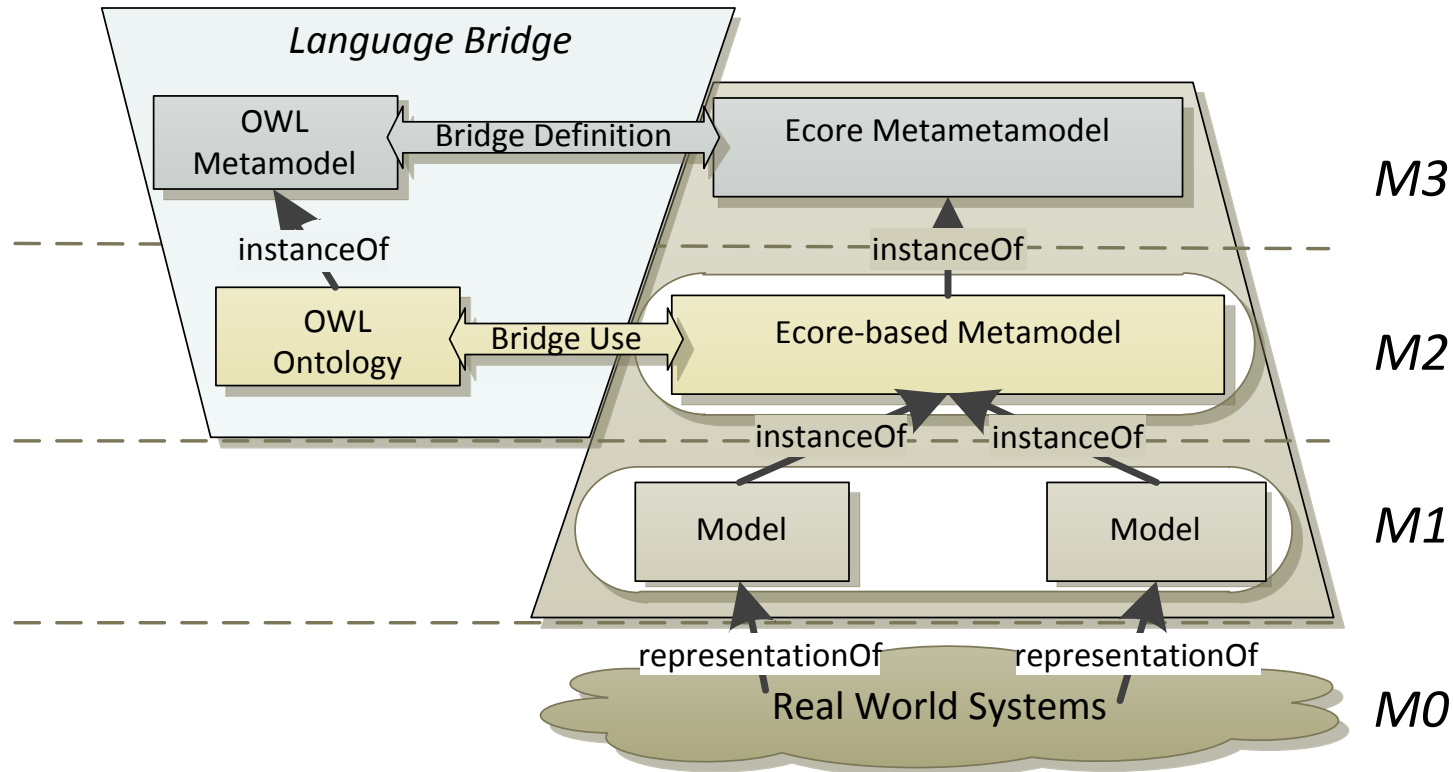 Language Bridge
OWL
Metamodel
Bridge Definition
Ecore Metametamodel
M3
instanceOf
instanceOf
OWL
Ontology
Bridge Use
Ecore-based Metamodel
M2
instanceOf
instanceOf
Model
Model
M1
representationOf
representationOf
Real World Systems
M0